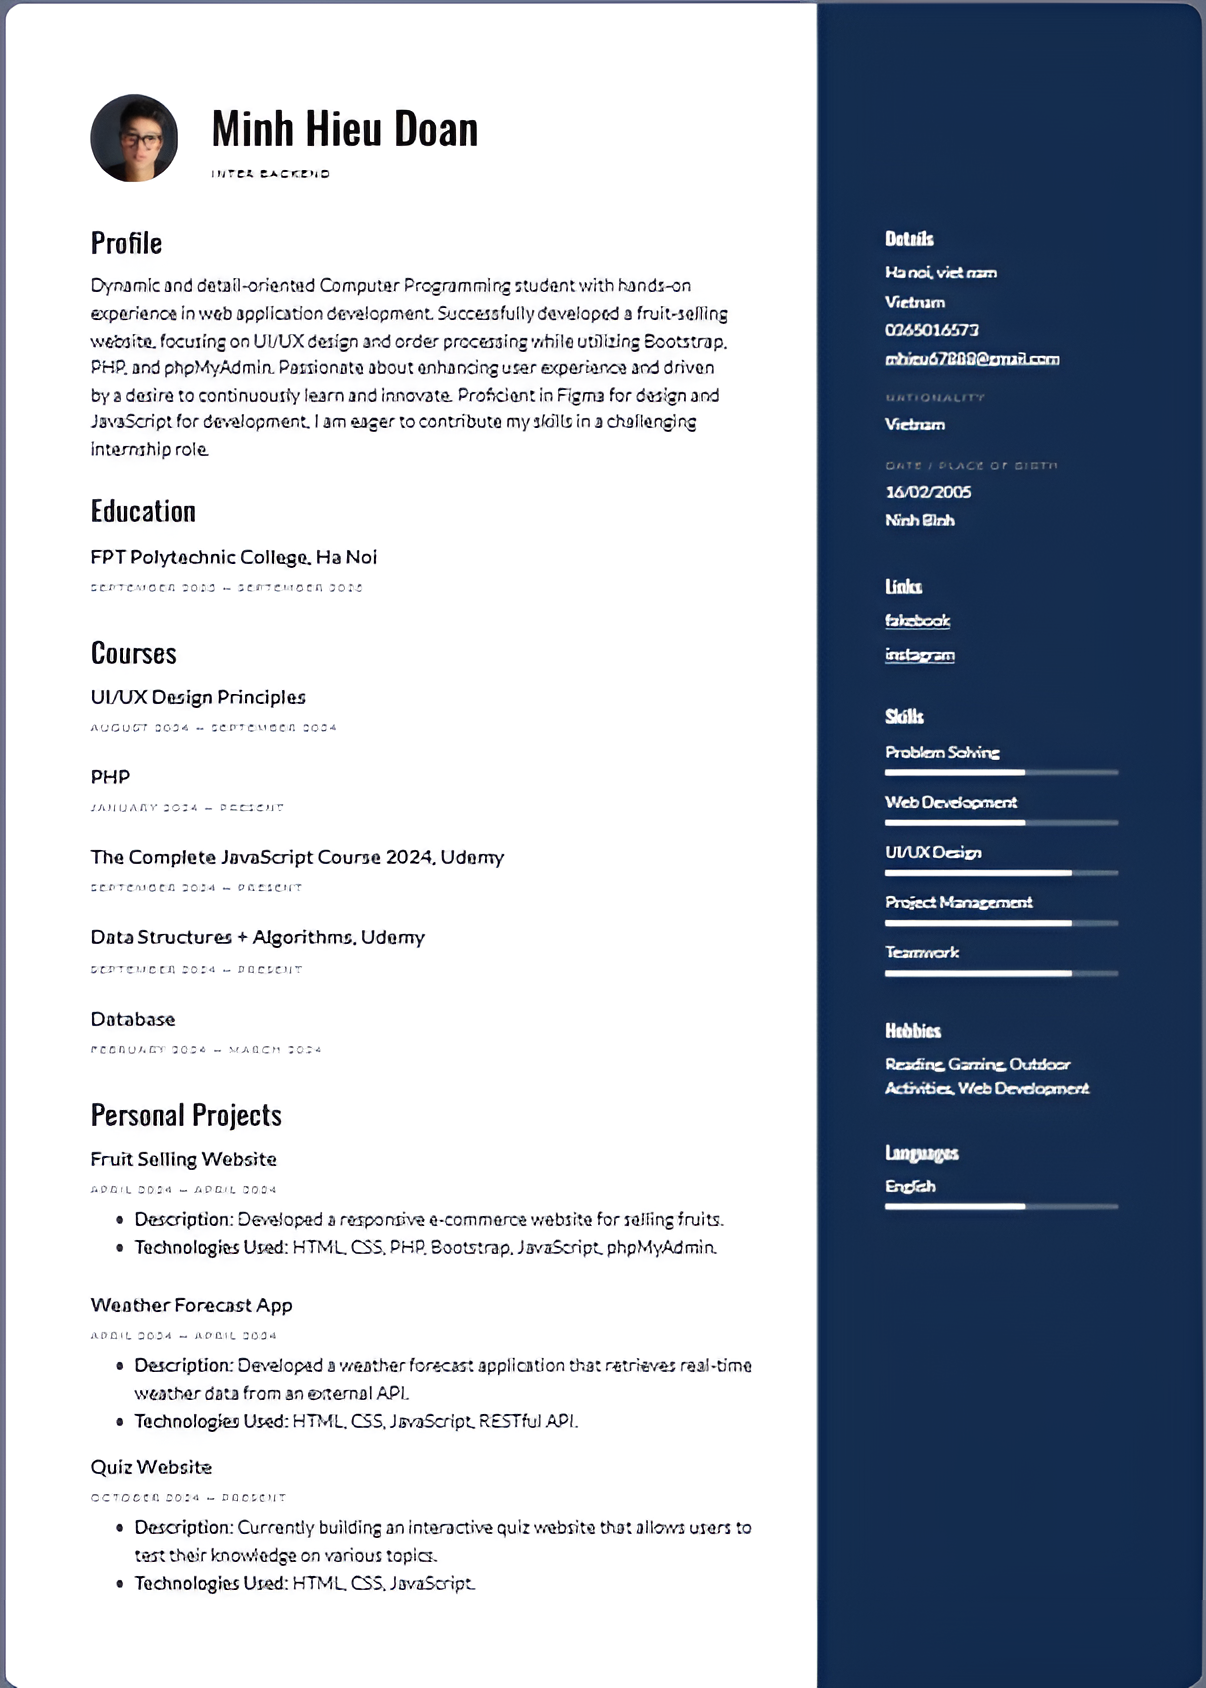 Minh Hieu Doan
INTER BACKEND
Profile
Dynamic and detail-oriented Computer Programming student with hands-on
experience in web application development. Successfully developed a fruit-selling
website, focusing on UI/UX design and order processing while utilizing Bootstrap,
PHP, and phpMyAdmin. Passionate about enhancing user experience and driven
by a desire to continuously learn and innovate. Proficient in Figma for design and
JavaScript for development, I am eager to contribute my skills in a challenging
internship role.
Education
FPT Polytechnic College, Ha Noi
SEPTEMBER — SEPTEMBER
Courses
UI/UX Design Principles
AUGUST 2024 — SEPTEMBER 2024
PHP
JANUARY 2024 — PRESENT
The Complete JavaScript Course 2024, Udemy
SEPTEMBER 2024 — PRESENT
Data Structures + Algorithms, Udemy
SEPTEMBER 2024 — PRESENT
Database
FEBRUARY 2024 — MARCH 2024
Personal Projects
Fruit Selling Website
APRIL 2024 — APRIL 2024
• Description: Developed a responsive e-commerce website for selling fruits.
• Technologies Used: HTML, CSS, PHP, Bootstrap, JavaScript, phpMyAdmin.
Weather Forecast App
APRIL 2024 — APRIL 2024
• Description: Developed a weather forecast application that retrieves real-time
weather data from an external API.
• Technologies Used: HTML, CSS, JavaScript, RESTful API.
Quiz Website
OCTOBER 2024 — PRESENT
• Description: Currently building an interactive quiz website that allows users to
test their knowledge on various topics.
• Technologies Used: HTML, CSS, JavaScript.
Details
Ha noi, viet nam
Vietnam
0365016573
NATIONALITY
Vietnam
DATE / PLACE OF BIRTH
16/02/2005
Ninh Binh
Links
fakebook
instagram
Skills
Problem Solving
Web Development
UI/UX Design
Project Management
Teamwork
Hobbies
Reading, Gaming, Outdoor
Activities, Web Development
Languages
English